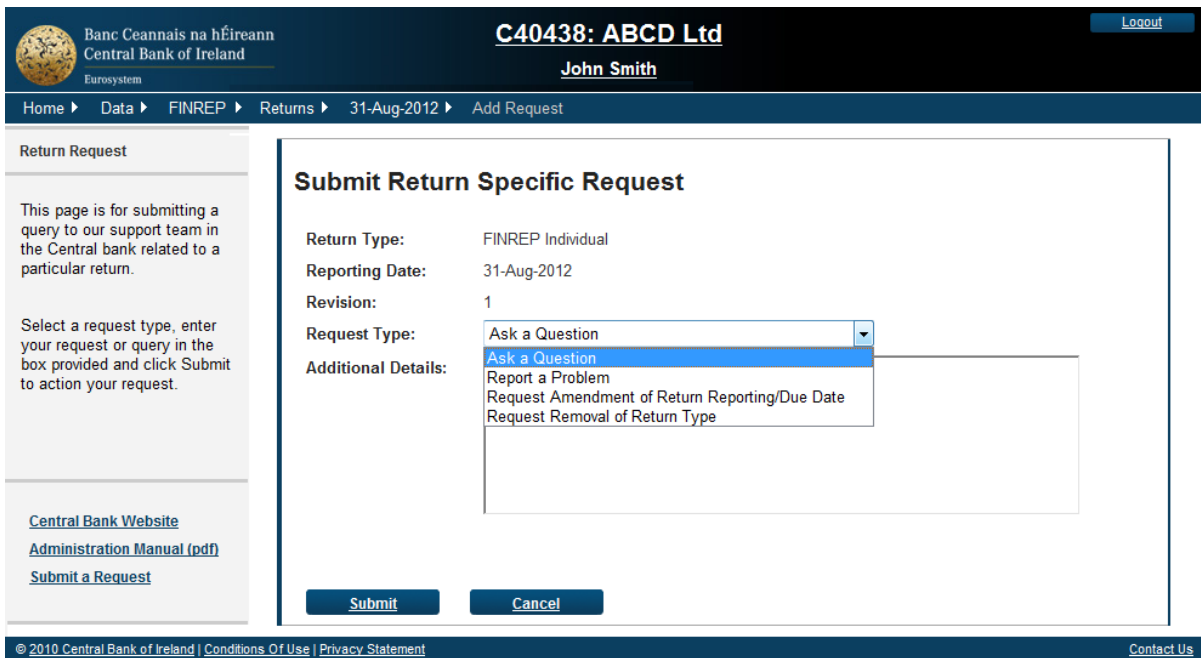 Banc Ceannais na hÉireann
Central Bank of Ireland
Eurosystem
C40438: ABCD Ltd
John Smith
Logout
Home Data FINREP Returns 31-Aug-2012 Add Request
Return Request
This page is for submitting a
query to our support team in
the Central bank related to a
particular return.
Select a request type, enter
your request or query in the
box provided and click Submit
to action your request.
Central Bank Website
Administration Manual (pdf)
Submit a Request
Submit Return Specific Request
Return Type: FINREP Individual
Reporting Date: 31-Aug-2012
Revision: 1
Request Type: Ask a Question
Ask a Question
Additional Details:
Report a Problem
Request Amendment of Return Reporting/Due Date
Request Removal of Return Type
Submit Cancel
© 2010 Central Bank of Ireland | Conditions Of Use | Privacy Statement Contact Us